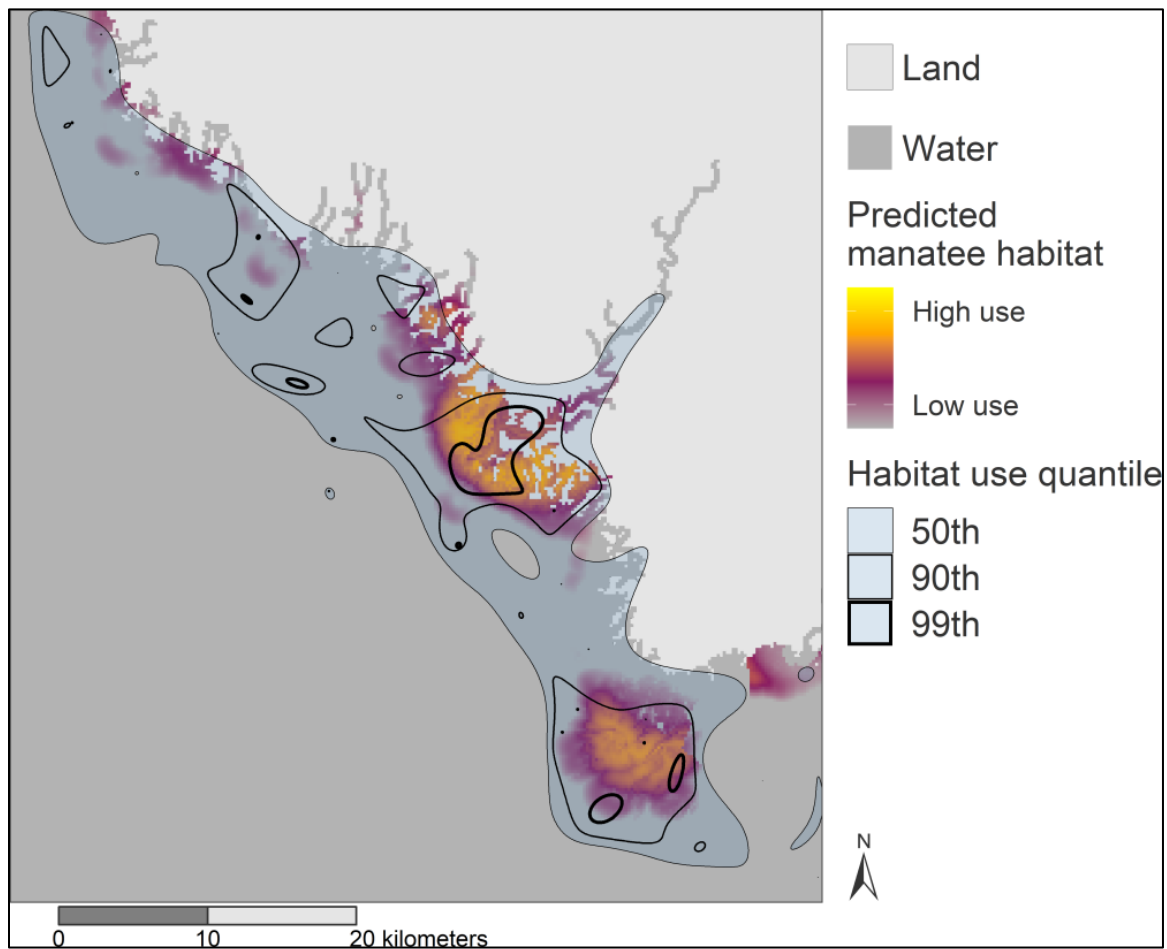 Land
Water
Predicted
manatee habitat
High use
Low use
Habitat use quantile
50th
90th
99th
N
0 10 20 kilometers